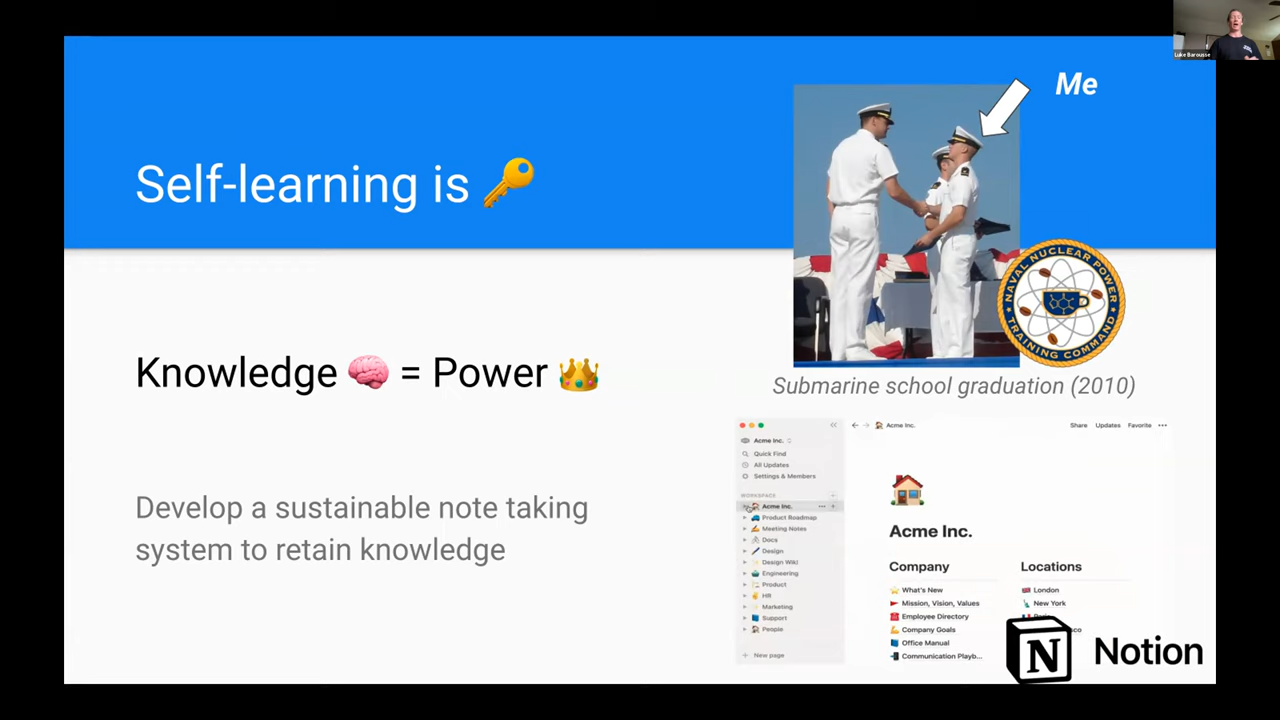 Luke Barousse
Me
Self-learning is 🔑
NAVAL NUCLEAR POWER
TRAINING COMMAND
Knowledge 🧠 = Power 👑
Submarine school graduation (2010)
Develop a sustainable note taking
system to retain knowledge
Acme Inc.
Quick Find
All Updates
Settings & Members
WORKSPACE
Acme Inc.
Product Roadmap
Meeting Notes
Docs
Design
Design Wiki
Engineering
Product
HR
Marketing
Support
People
New page
Acme Inc.
Share Updates Favorite
Acme Inc.
Company
What's New
Mission, Vision, Values
Employee Directory
Company Goals
Office Manual
Communication Playb...
Locations
London
New York
N Notion